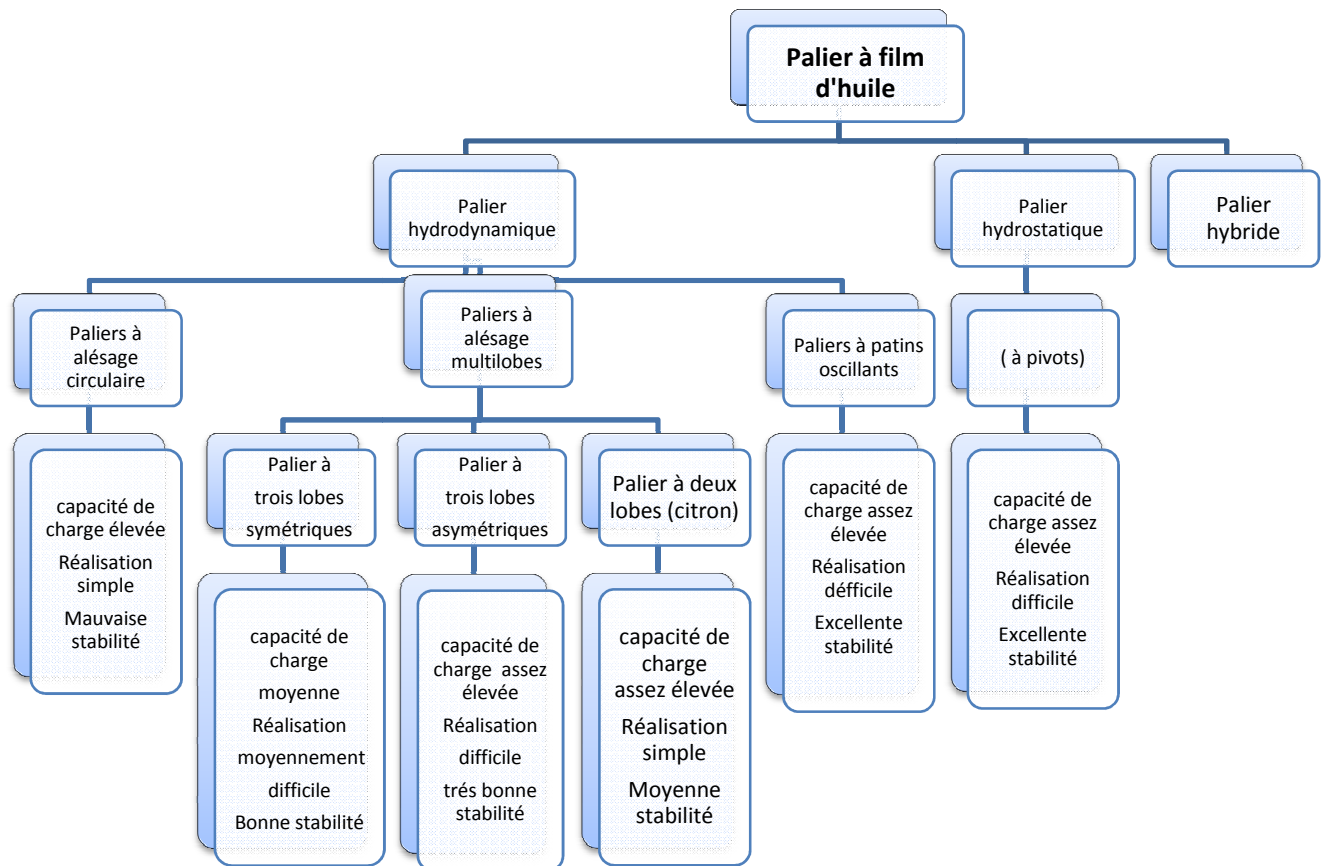 Palier à film
d'huile
Palier
hydrodynamique
Palier
hydrostatique
Palier
hybride
Paliers à
alésage
circulaire
Paliers à
alésage
multilobes
Paliers à patins
oscillants
( à pivots)
capacité de
charge élevée
Réalisation
simple
Mauvaise
stabilité
Palier à
trois lobes
symétriques
Palier à
trois lobes
asymétriques
Palier à deux
lobes (citron)
capacité de
charge assez
élevée
Réalisation
défficile
Excellente
stabilité
capacité de
charge assez
élevée
Réalisation
difficile
Excellente
stabilité
capacité de
charge
moyenne
Réalisation
moyennement
difficile
Bonne stabilité
capacité de
charge assez
élevée
Réalisation
difficile
trés bonne
stabilité
capacité de
charge
assez élevée
Réalisation
simple
Moyenne
stabilité